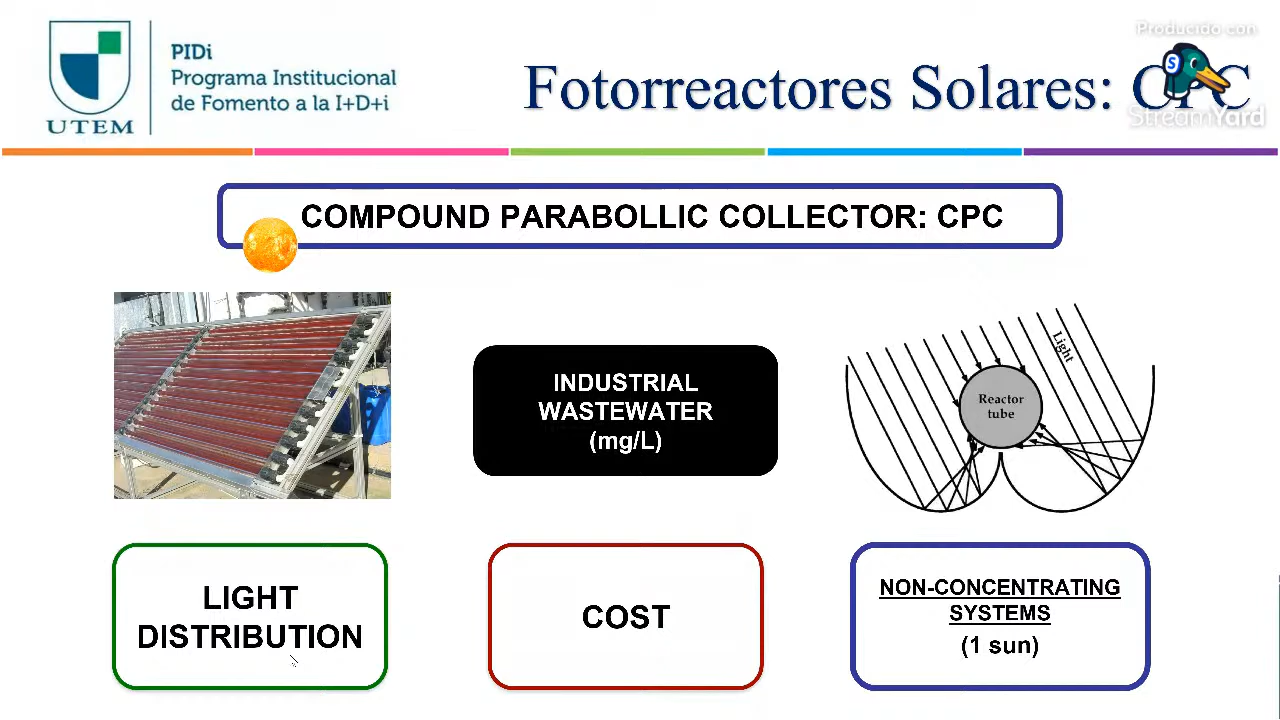 PIDi
Programa Institucional
de Fomento a la I+D+i
UTEM
Fotorreactores Solares: CPC
Producido con
S
StreamYard
COMPOUND PARABOLLIC COLLECTOR: CPC
INDUSTRIAL
WASTEWATER
(mg/L)
Light
Reactor
tube
LIGHT
DISTRIBUTION
COST
NON-CONCENTRATING
SYSTEMS
(1 sun)